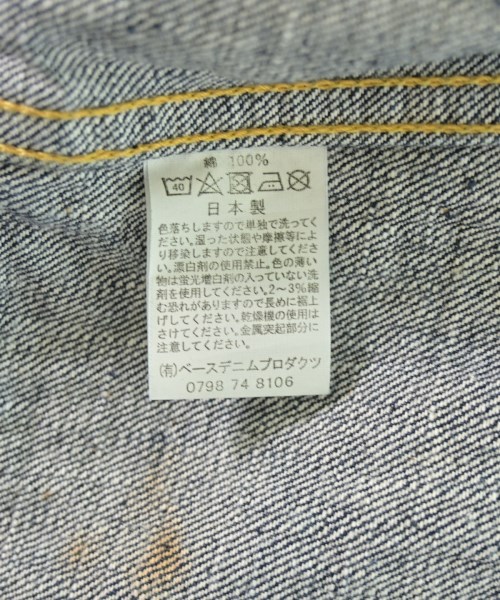 綿 100%
40
日本製
色落ちしますので単独で洗ってく
ださい。湿った状態や摩擦等によ
り移染しますので注意してくださ
い。漂白剤の使用禁止。色の薄い
物は蛍光増白剤の入っていない洗
剤を使用してください。2～3%縮
む恐れがありますので長めに裾上
げしてください。乾燥機の使用は
さけてください。金属突起部分に
注意してください。
(有)ベースデニムプロダクツ
0798 74 8106